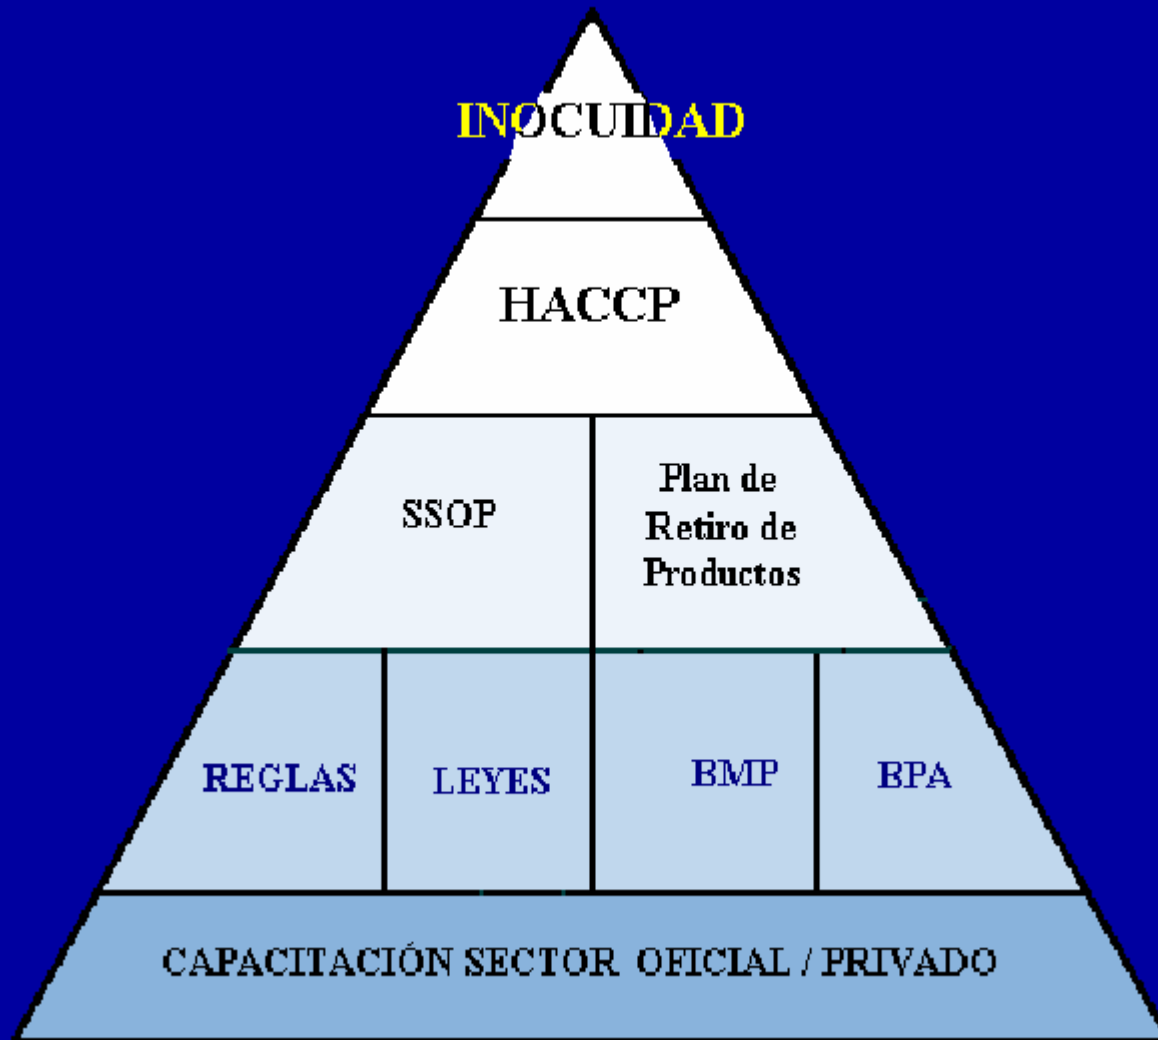 INOCUIDAD
HACCP
SSOP
Plan de
Retiro de
Productos
REGLAS
LEYES
BMP
BPA
CAPACITACIÓN SECTOR OFICIAL / PRIVADO